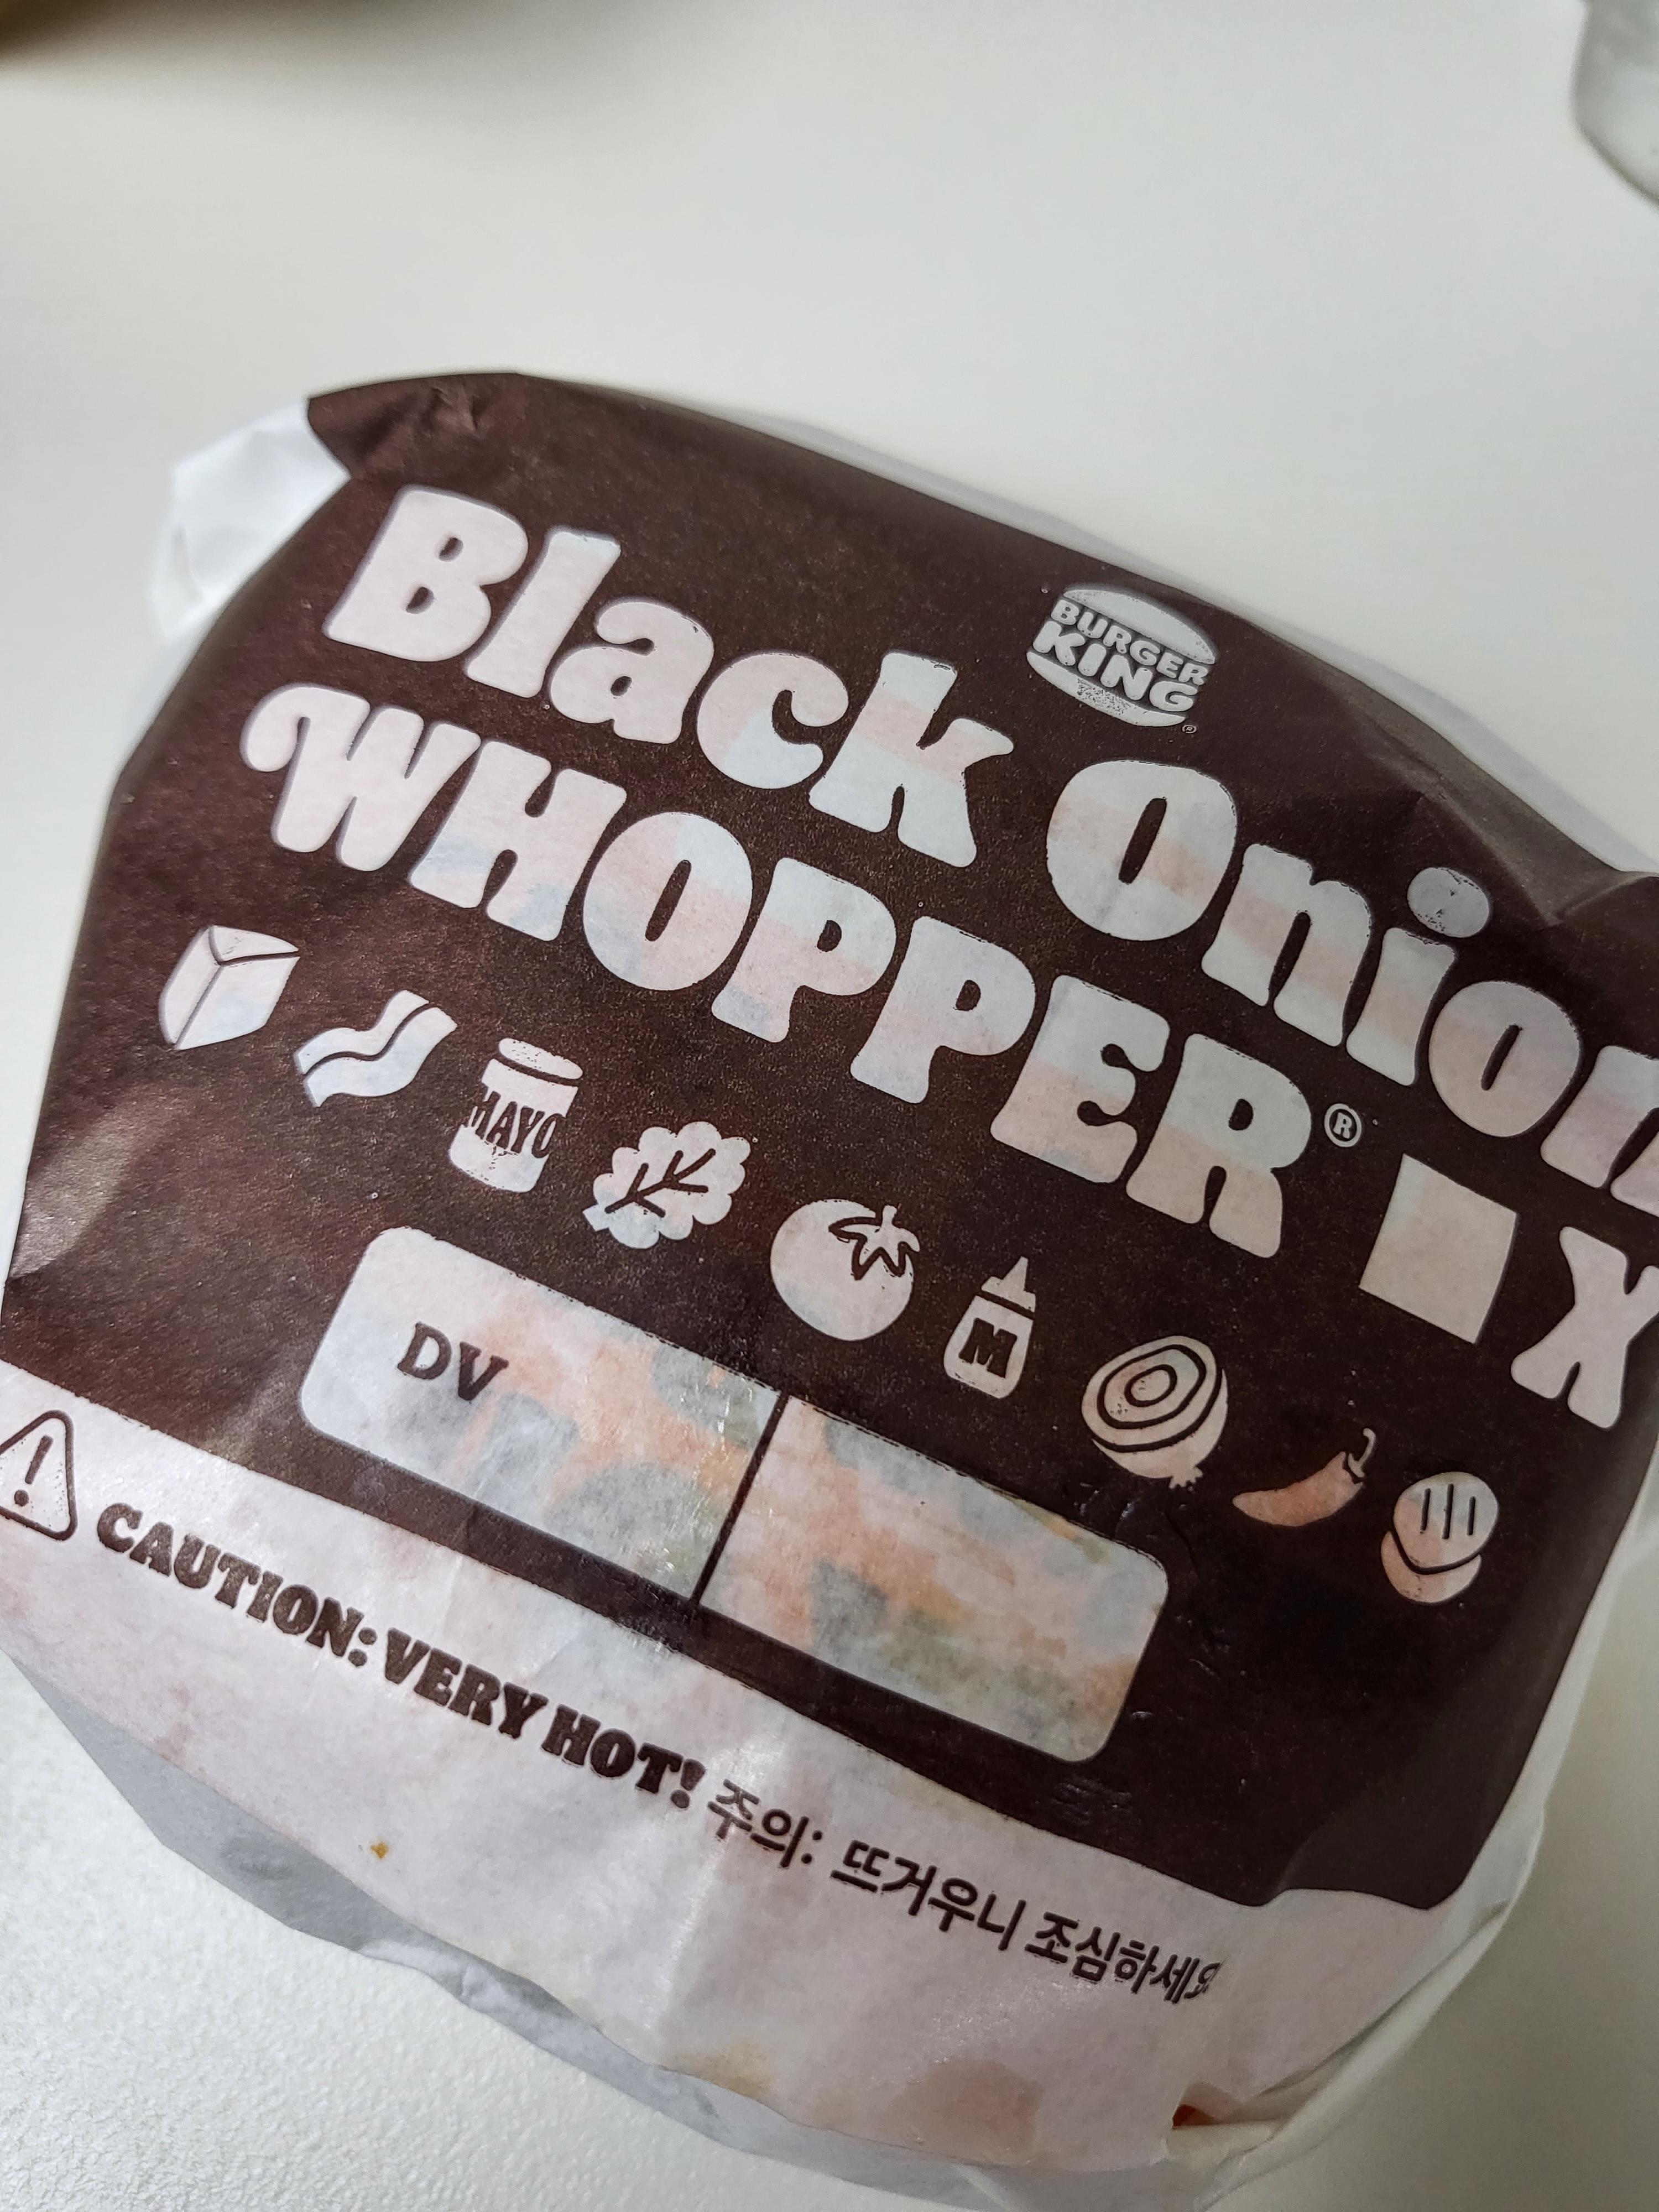 BURGER
KING
®
Black Onion
WHOPPER® X
MAYO
M
DV
CAUTION: VERY HOT! 주의: 뜨거우니 조심하세요